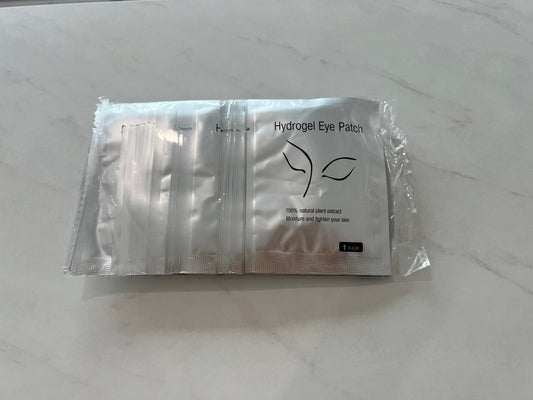 Hydrogel Eye Patch
100% natural plant extract
Moisture and tighten your skin
1 PAIR